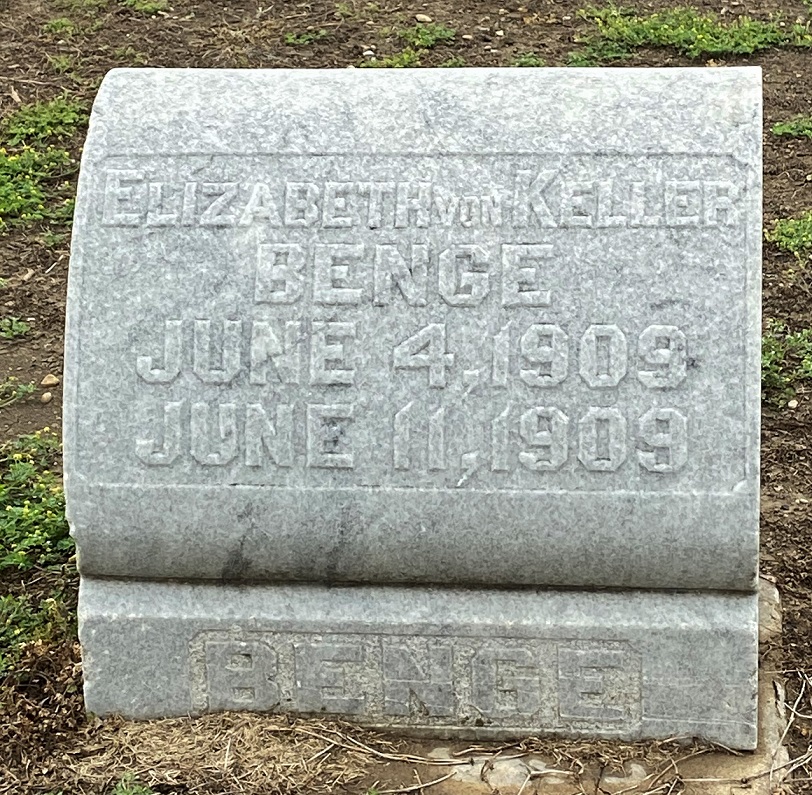 ELIZABETH VON KELLER
BENGE
JUNE 4, 1909
JUNE 11, 1909
BENGE